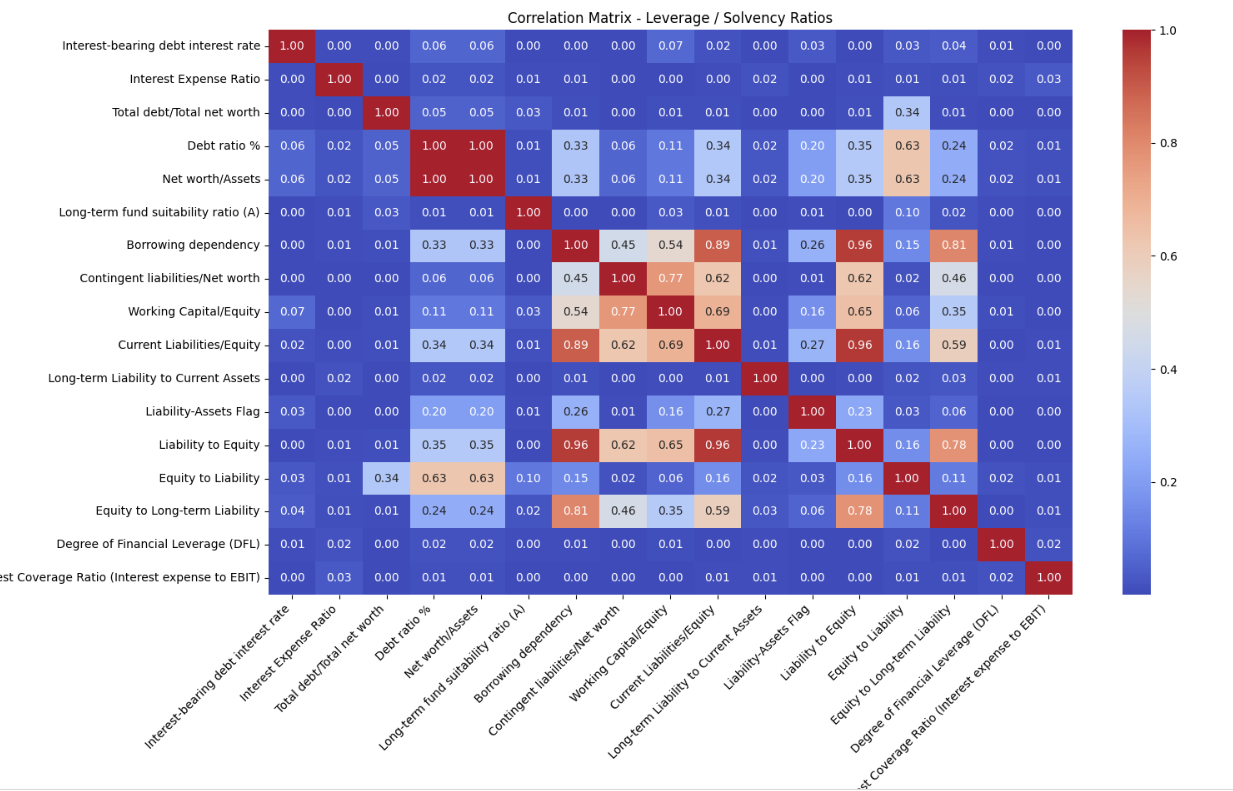 Correlation Matrix - Leverage / Solvency Ratios
Interest-bearing debt interest rate 1.00 0.00 0.00 0.06 0.06 0.00 0.00 0.00 0.07 0.02 0.00 0.03 0.00 0.03 0.04 0.01 0.00
Interest Expense Ratio 0.00 1.00 0.00 0.02 0.02 0.01 0.01 0.00 0.00 0.00 0.02 0.00 0.01 0.01 0.01 0.02 0.03
Total debt/Total net worth 0.00 0.00 1.00 0.05 0.05 0.03 0.01 0.00 0.01 0.01 0.00 0.00 0.01 0.34 0.01 0.00 0.00
Debt ratio % 0.06 0.02 0.05 1.00 1.00 0.01 0.33 0.06 0.11 0.34 0.02 0.20 0.35 0.63 0.24 0.02 0.01
Net worth/Assets 0.06 0.02 0.05 1.00 1.00 0.01 0.33 0.06 0.11 0.34 0.02 0.20 0.35 0.63 0.24 0.02 0.01
Long-term fund suitability ratio (A) 0.00 0.01 0.03 0.01 0.01 1.00 0.00 0.00 0.03 0.01 0.00 0.01 0.00 0.10 0.02 0.00 0.00
Borrowing dependency 0.00 0.01 0.01 0.33 0.33 0.00 1.00 0.45 0.54 0.89 0.01 0.26 0.96 0.15 0.81 0.01 0.00
Contingent liabilities/Net worth 0.00 0.00 0.00 0.06 0.06 0.00 0.45 1.00 0.77 0.62 0.00 0.01 0.62 0.02 0.46 0.00 0.00
Working Capital/Equity 0.07 0.00 0.01 0.11 0.11 0.03 0.54 0.77 1.00 0.69 0.00 0.16 0.65 0.06 0.35 0.01 0.00
Current Liabilities/Equity 0.02 0.00 0.01 0.34 0.34 0.01 0.89 0.62 0.69 1.00 0.01 0.27 0.96 0.16 0.59 0.00 0.01
Long-term Liability to Current Assets 0.00 0.02 0.00 0.02 0.02 0.00 0.01 0.00 0.00 0.01 1.00 0.00 0.00 0.02 0.03 0.00 0.01
Liability-Assets Flag 0.03 0.00 0.00 0.20 0.20 0.01 0.26 0.01 0.16 0.27 0.00 1.00 0.23 0.03 0.06 0.00 0.00
Liability to Equity 0.00 0.01 0.01 0.35 0.35 0.00 0.96 0.62 0.65 0.96 0.00 0.23 1.00 0.16 0.78 0.00 0.00
Equity to Liability 0.03 0.01 0.34 0.63 0.63 0.10 0.15 0.02 0.06 0.16 0.02 0.03 0.16 1.00 0.11 0.02 0.01
Equity to Long-term Liability 0.04 0.01 0.01 0.24 0.24 0.02 0.81 0.46 0.35 0.59 0.03 0.06 0.78 0.11 1.00 0.00 0.01
Degree of Financial Leverage (DFL) 0.01 0.02 0.00 0.02 0.02 0.00 0.01 0.00 0.01 0.00 0.00 0.00 0.00 0.02 0.00 1.00 0.02
est Coverage Ratio (Interest expense to EBIT) 0.00 0.03 0.00 0.01 0.01 0.00 0.00 0.00 0.00 0.01 0.01 0.00 0.00 0.01 0.01 0.02 1.00
Interest-bearing debt interest rate
Interest Expense Ratio
Total debt/Total net worth
Debt ratio %
Net worth/Assets
Long-term fund suitability ratio (A)
Borrowing dependency
Contingent liabilities/Net worth
Working Capital/Equity
Current Liabilities/Equity
Long-term Liability to Current Assets
Liability-Assets Flag
Liability to Equity
Equity to Liability
Equity to Long-term Liability
Degree of Financial Leverage (DFL)
st Coverage Ratio (Interest expense to EBIT)
1.0
0.8
0.6
0.4
0.2